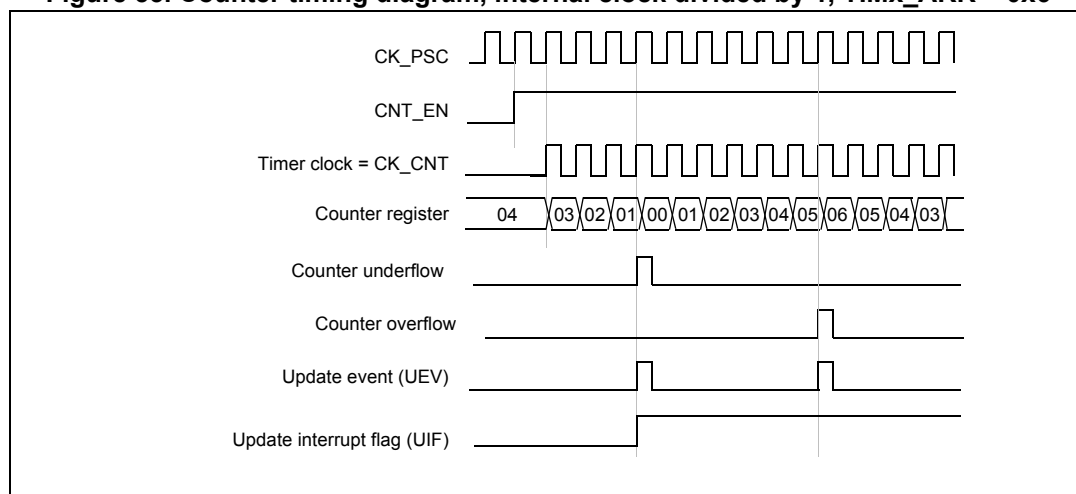 CK_PSC
CNT_EN
Timer clock = CK_CNT
Counter register 04 03 02 01 00 01 02 03 04 05 06 05 04 03
Counter underflow
Counter overflow
Update event (UEV)
Update interrupt flag (UIF)